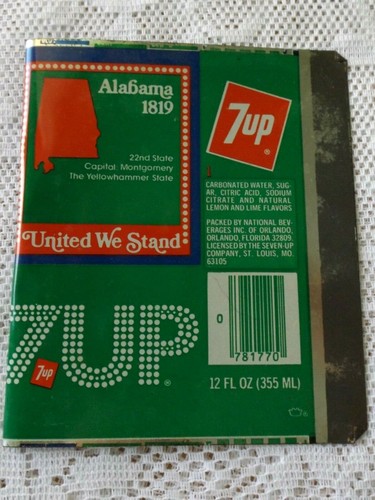 Alabama
1819
22nd State
Capital: Montgomery
The Yellowhammer State
United We Stand
7UP
7up
®
7up
®
1
CARBONATED WATER, SUG-
AR, CITRIC ACID, SODIUM
CITRATE AND NATURAL
LEMON AND LIME FLAVORS
PACKED BY NATIONAL BEV-
ERAGES INC. OF ORLANDO,
ORLANDO, FLORIDA 32809.
LICENSED BY THE SEVEN-UP
COMPANY, ST. LOUIS, MO.
63105
0
781770
12 FL OZ (355 ML)
®